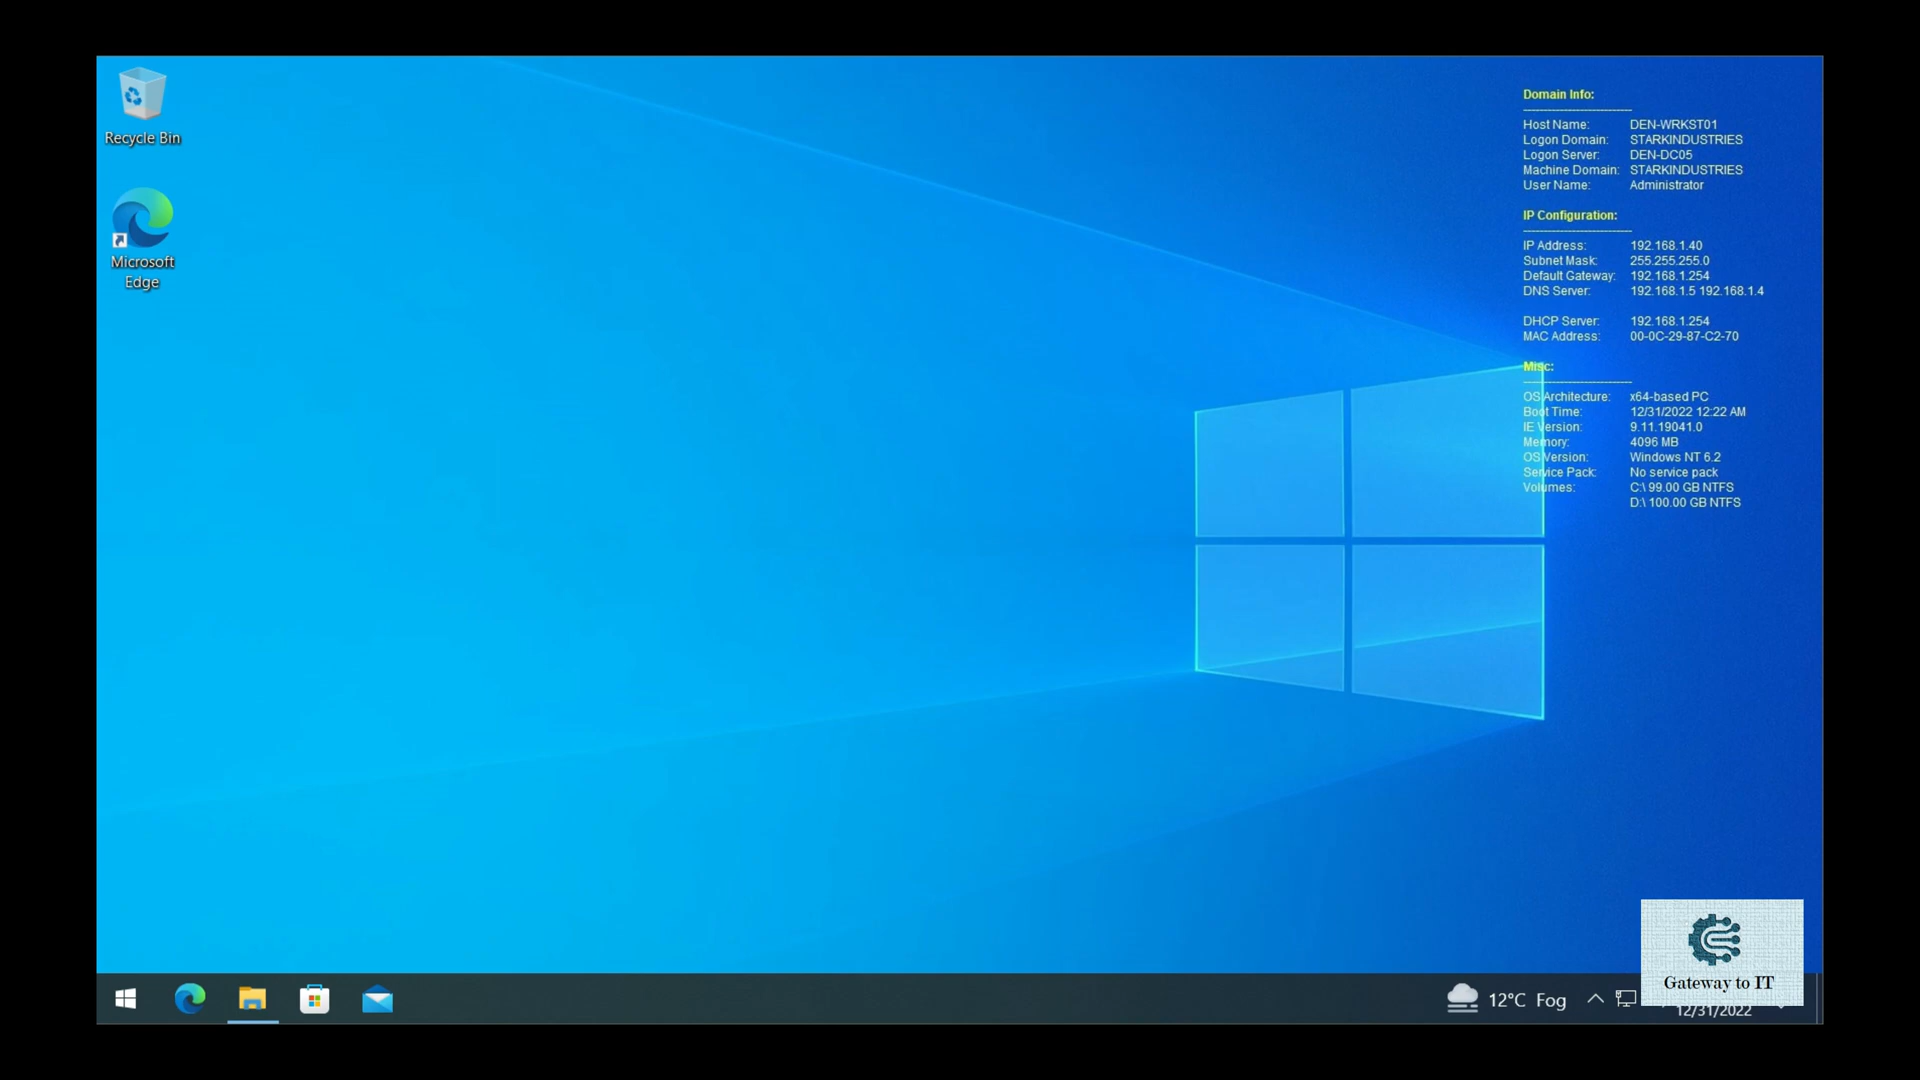 Recycle Bin
Microsoft
Edge
Domain Info:
Host Name: DEN-WRKST01
Logon Domain: STARKINDUSTRIES
Logon Server: DEN-DC05
Machine Domain: STARKINDUSTRIES
User Name: Administrator
IP Configuration:
IP Address: 192.168.1.40
Subnet Mask: 255.255.255.0
Default Gateway: 192.168.1.254
DNS Server: 192.168.1.5 192.168.1.4
DHCP Server: 192.168.1.254
MAC Address: 00-0C-29-87-C2-70
Misc:
OS Architecture: x64-based PC
Boot Time: 12/31/2022 12:22 AM
IE Version: 9.11.19041.0
Memory: 4096 MB
OS Version: Windows NT 6.2
Service Pack: No service pack
Volumes: C:\ 99.00 GB NTFS
D:\ 100.00 GB NTFS
Gateway to IT
12°C Fog
12/31/2022